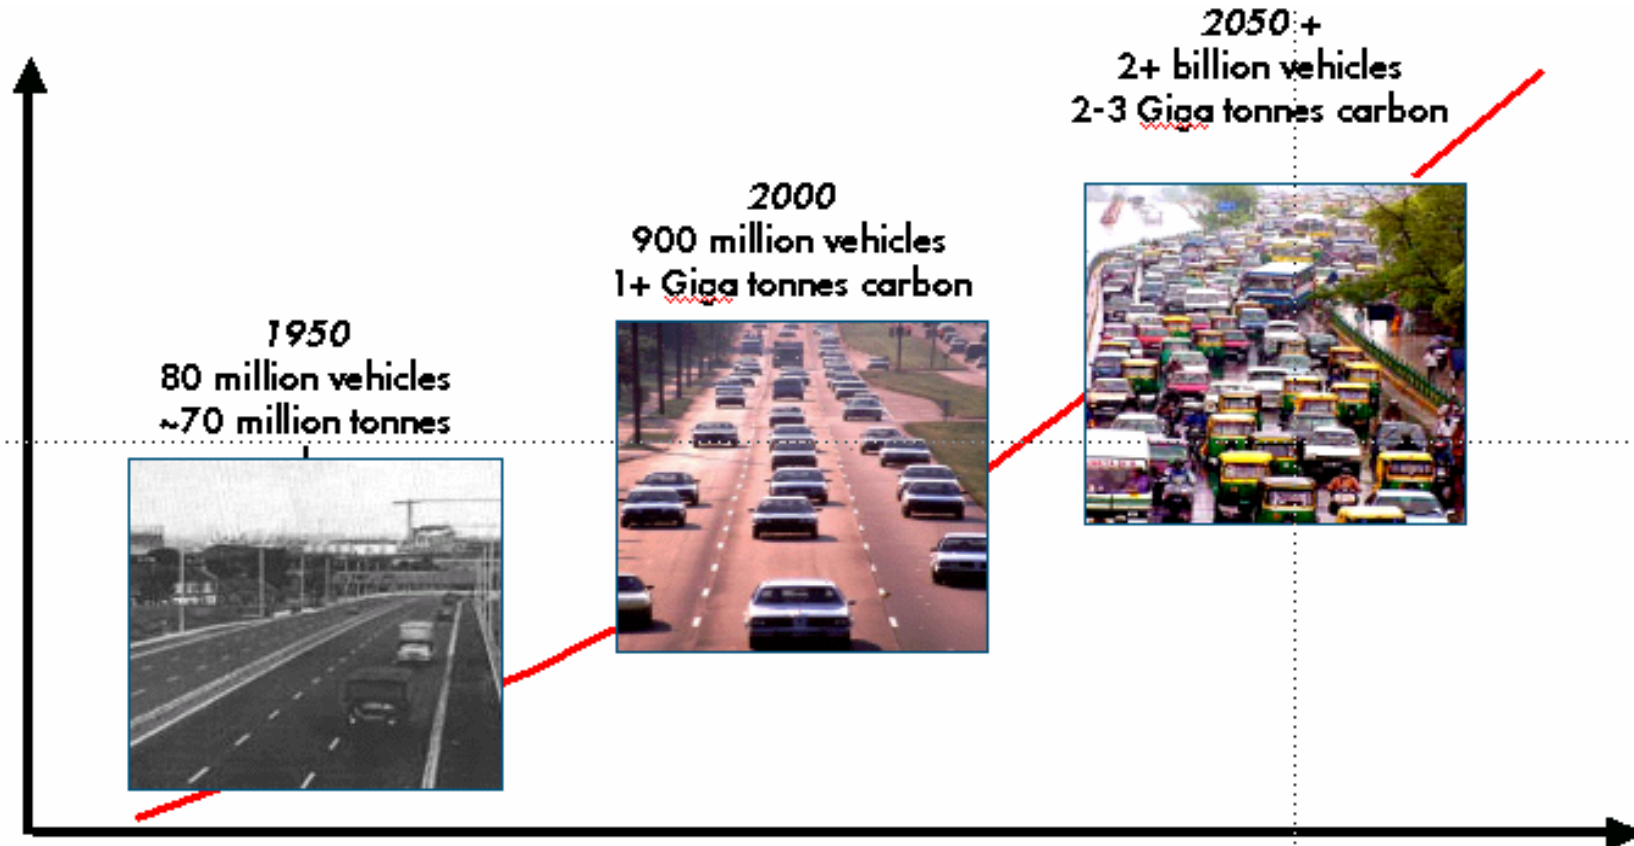 1950
80 million vehicles
~70 million tonnes
2000
900 million vehicles
1+ Giga tonnes carbon
2050 +
2+ billion vehicles
2-3 Giga tonnes carbon